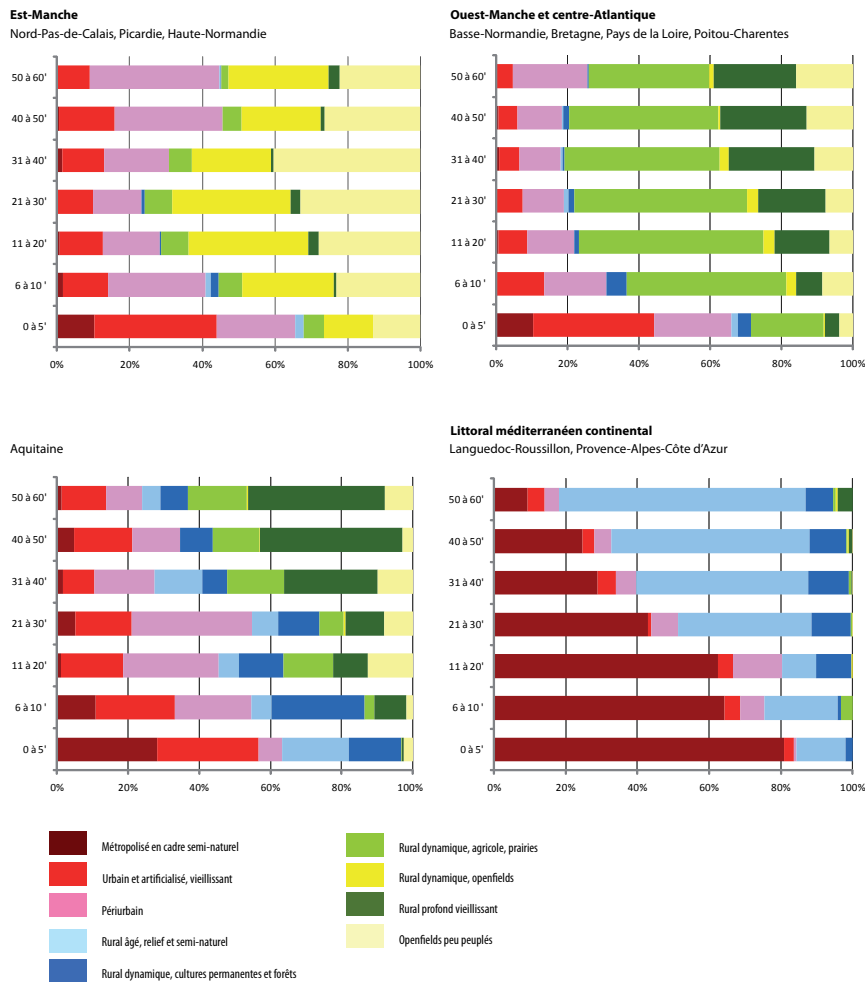 Est-Manche
Nord-Pas-de-Calais, Picardie, Haute-Normandie
50 à 60'
40 à 50'
31 à 40'
21 à 30'
11 à 20'
6 à 10 '
0 à 5'
0% 20% 40% 60% 80% 100%
Ouest-Manche et centre-Atlantique
Basse-Normandie, Bretagne, Pays de la Loire, Poitou-Charentes
50 à 60'
40 à 50'
31 à 40'
21 à 30'
11 à 20'
6 à 10 '
0 à 5'
0% 20% 40% 60% 80% 100%
Aquitaine
50 à 60'
40 à 50'
31 à 40'
21 à 30'
11 à 20'
6 à 10 '
0 à 5'
0% 20% 40% 60% 80% 100%
Littoral méditerranéen continental
Languedoc-Roussillon, Provence-Alpes-Côte d'Azur
50 à 60'
40 à 50'
31 à 40'
21 à 30'
11 à 20'
6 à 10 '
0 à 5'
0% 20% 40% 60% 80% 100%
Métropolisé en cadre semi-naturel
Urbain et artificialisé, vieillissant
Périurbain
Rural âgé, relief et semi-naturel
Rural dynamique, cultures permanentes et forêts
Rural dynamique, agricole, prairies
Rural dynamique, openfields
Rural profond vieillissant
Openfields peu peuplés